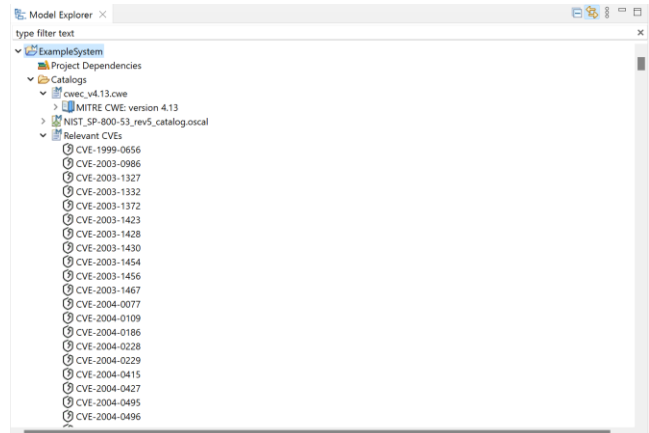 Model Explorer
type filter text
ExampleSystem
Project Dependencies
Catalogs
cwec_v4.13.cwe
MITRE CWE: version 4.13
NIST_SP-800-53_rev5_catalog.oscal
Relevant CVEs
CVE-1999-0656
CVE-2003-0986
CVE-2003-1327
CVE-2003-1332
CVE-2003-1372
CVE-2003-1423
CVE-2003-1428
CVE-2003-1430
CVE-2003-1454
CVE-2003-1456
CVE-2003-1467
CVE-2004-0077
CVE-2004-0109
CVE-2004-0186
CVE-2004-0228
CVE-2004-0229
CVE-2004-0415
CVE-2004-0427
CVE-2004-0495
CVE-2004-0496